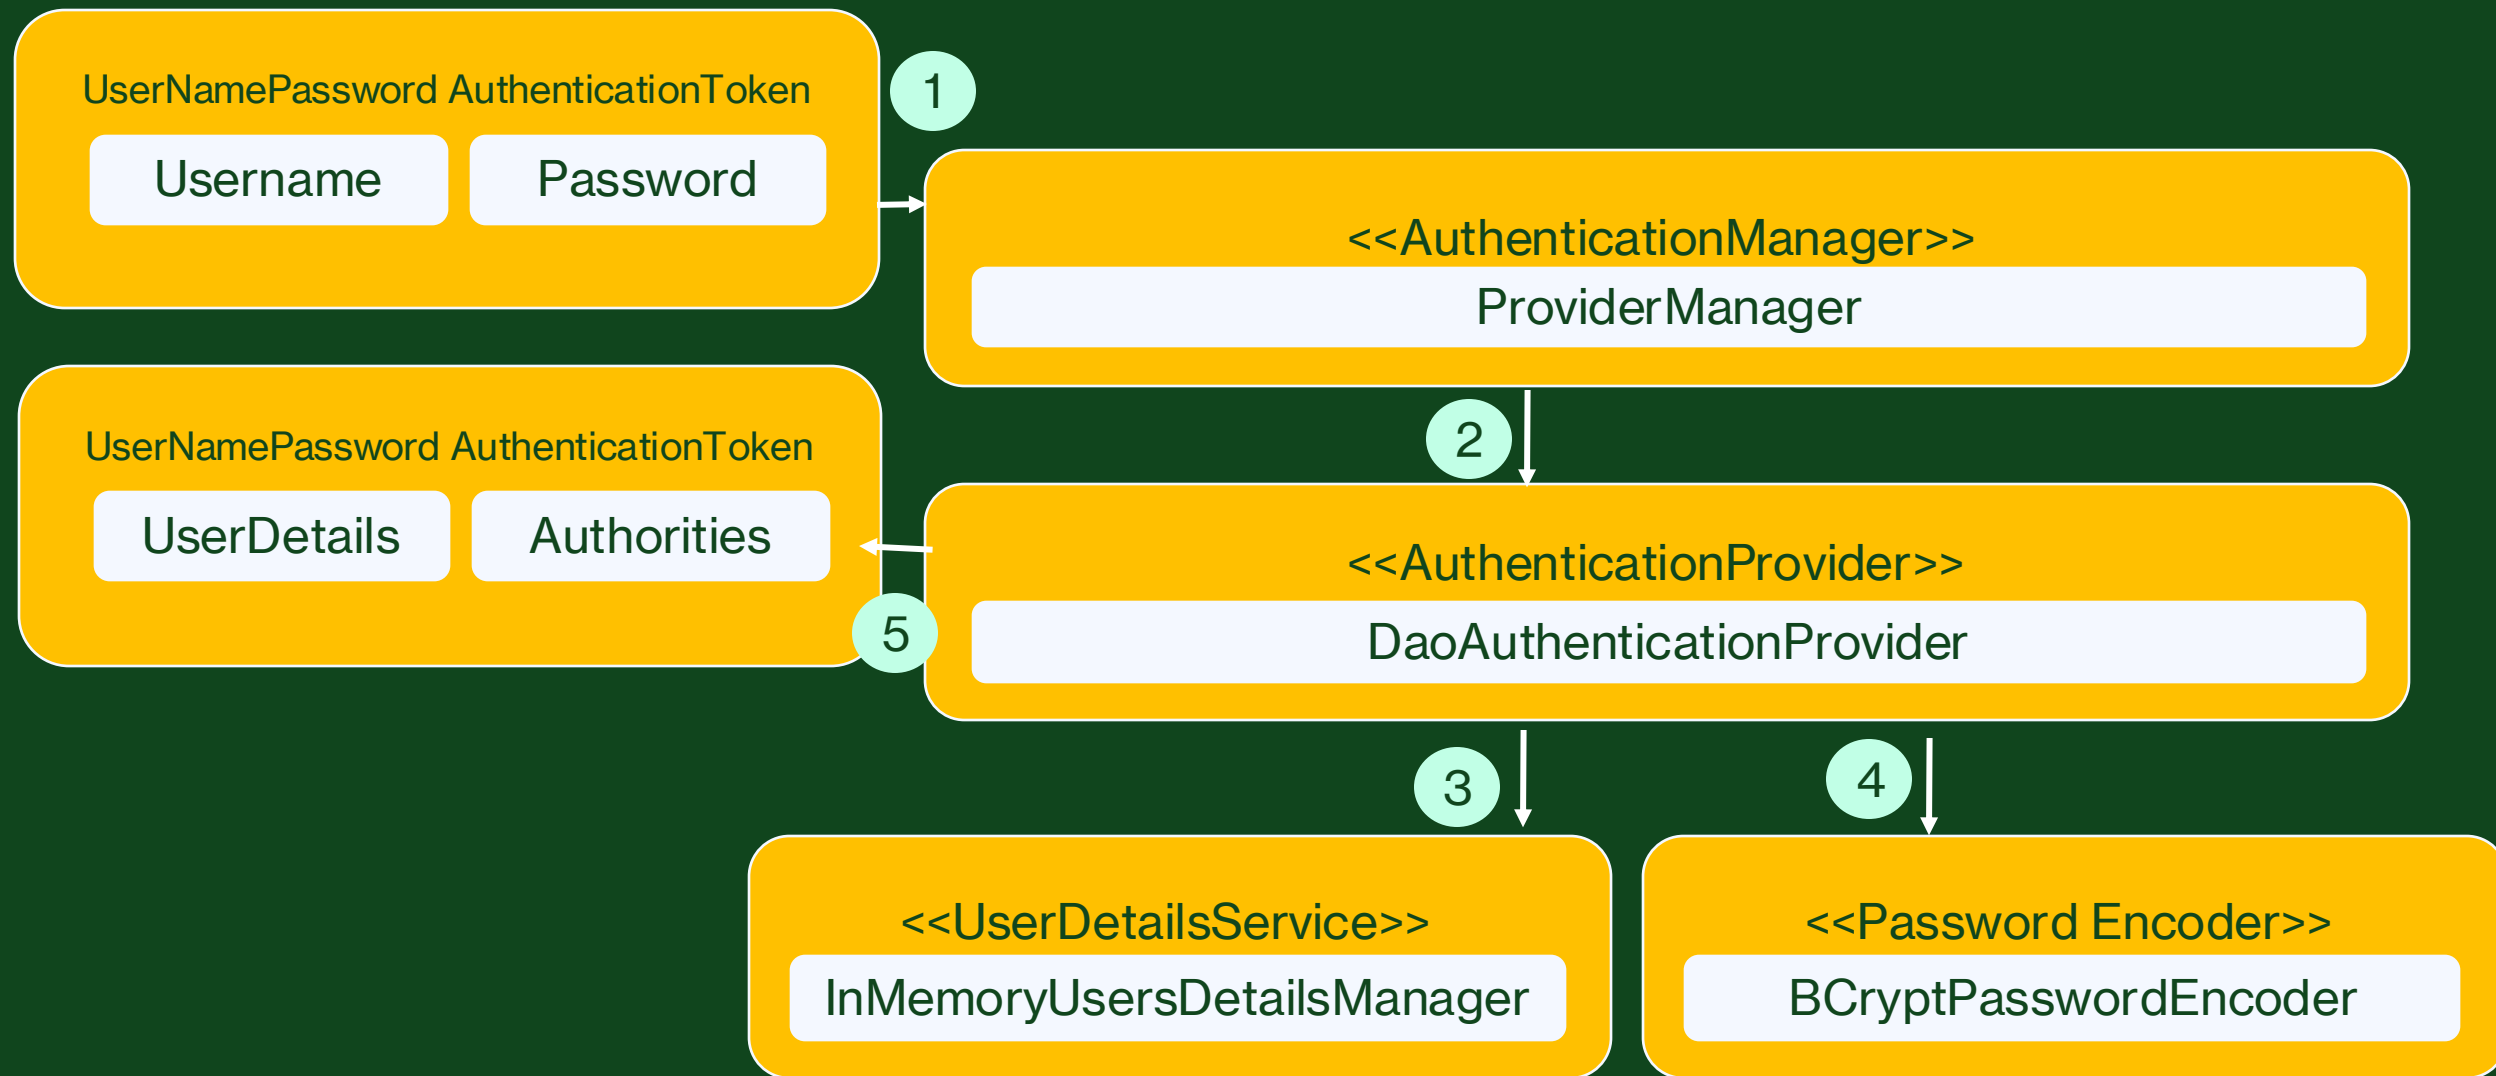 UserNamePassword AuthenticationToken
Username
Password
1
<<AuthenticationManager>>
ProviderManager
2
UserNamePassword AuthenticationToken
UserDetails
Authorities
5
<<AuthenticationProvider>>
DaoAuthenticationProvider
3
4
<<UserDetailsService>>
InMemoryUsersDetailsManager
<<Password Encoder>>
BCryptPasswordEncoder